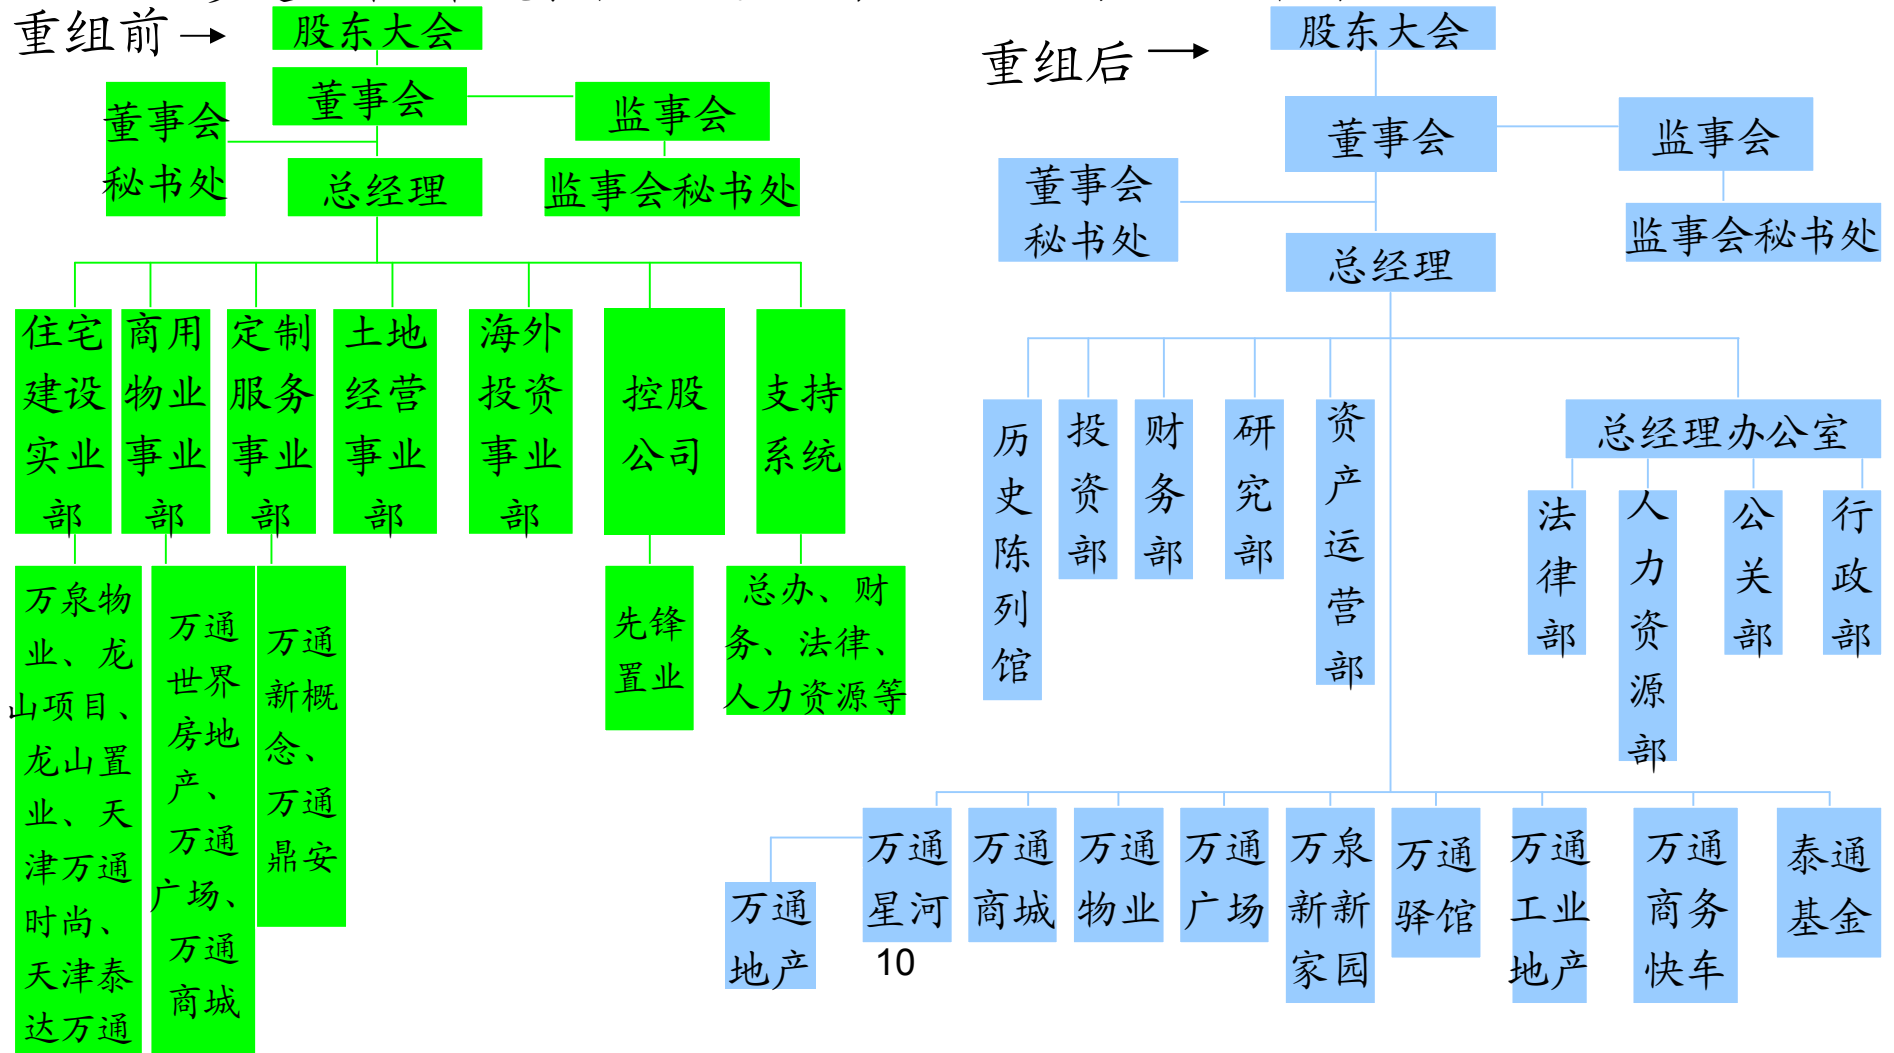 重组前
股东大会
董事会
董事会
秘书处
监事会
总经理
监事会秘书处
住宅
建设
实业
部
商用
物业
事业
部
定制
服务
事业
部
土地
经营
事业
部
海外
投资
事业
部
控股
公司
支持
系统
万泉物
业、龙
山项目、
龙山置
业、天
津万通
时尚、
天津泰
达万通
万通
世界
房地
产、
万通
广场、
万通
商城
万通
新概
念、
万通
鼎安
先锋
置业
总办、财
务、法律、
人力资源等
重组后
股东大会
董事会
监事会
董事会
秘书处
监事会秘书处
总经理
历
史
陈
列
馆
投
资
部
财
务
部
研
究
部
资
产
运
营
部
总经理办公室
法
律
部
人
力
资
源
部
公
关
部
行
政
部
万通
地产
万通
星河
万通
商城
万通
物业
万通
广场
万泉
新新
家园
万通
驿馆
万通
工业
地产
万通
商务
快车
泰通
基金
10